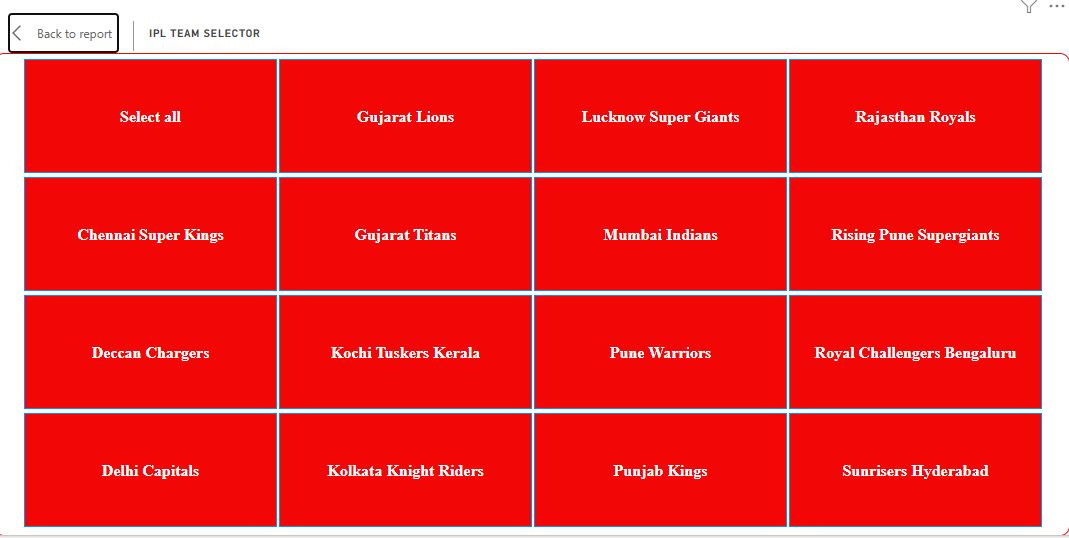 Back to report
IPL TEAM SELECTOR
Select all
Gujarat Lions
Lucknow Super Giants
Rajasthan Royals
Chennai Super Kings
Gujarat Titans
Mumbai Indians
Rising Pune Supergiants
Deccan Chargers
Kochi Tuskers Kerala
Pune Warriors
Royal Challengers Bengaluru
Delhi Capitals
Kolkata Knight Riders
Punjab Kings
Sunrisers Hyderabad